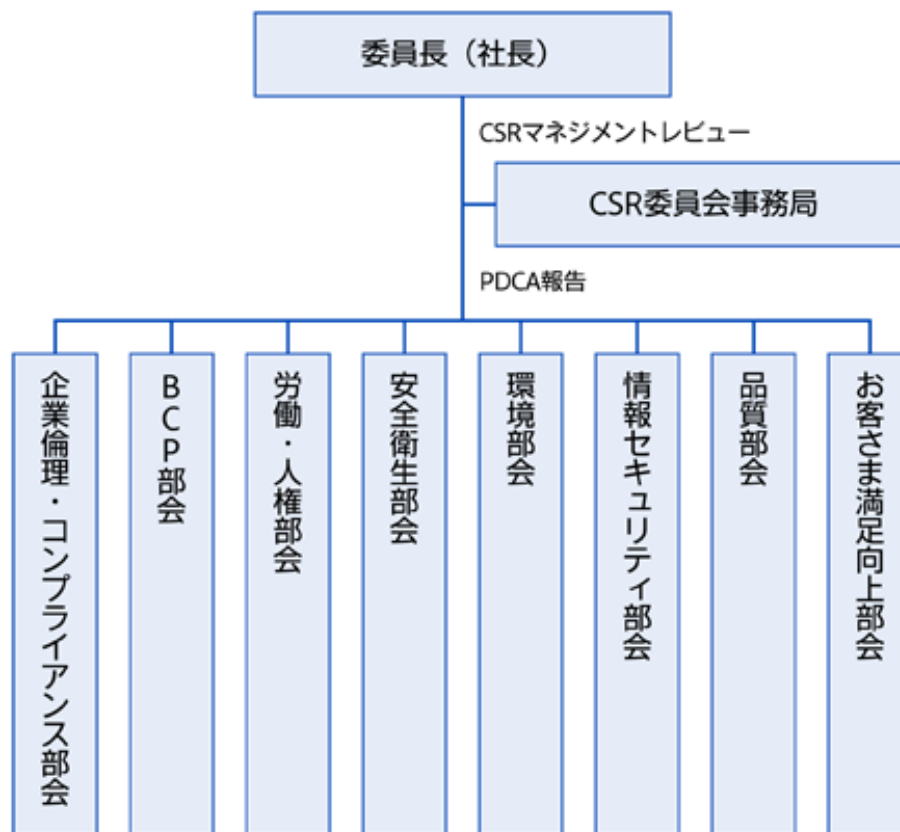 委員長（社長）
CSRマネジメントレビュー
CSR委員会事務局
PDCA報告
企業倫理・コンプライアンス部会
BCP部会
労働・人権部会
安全衛生部会
環境部会
情報セキュリティ部会
品質部会
お客さま満足向上部会